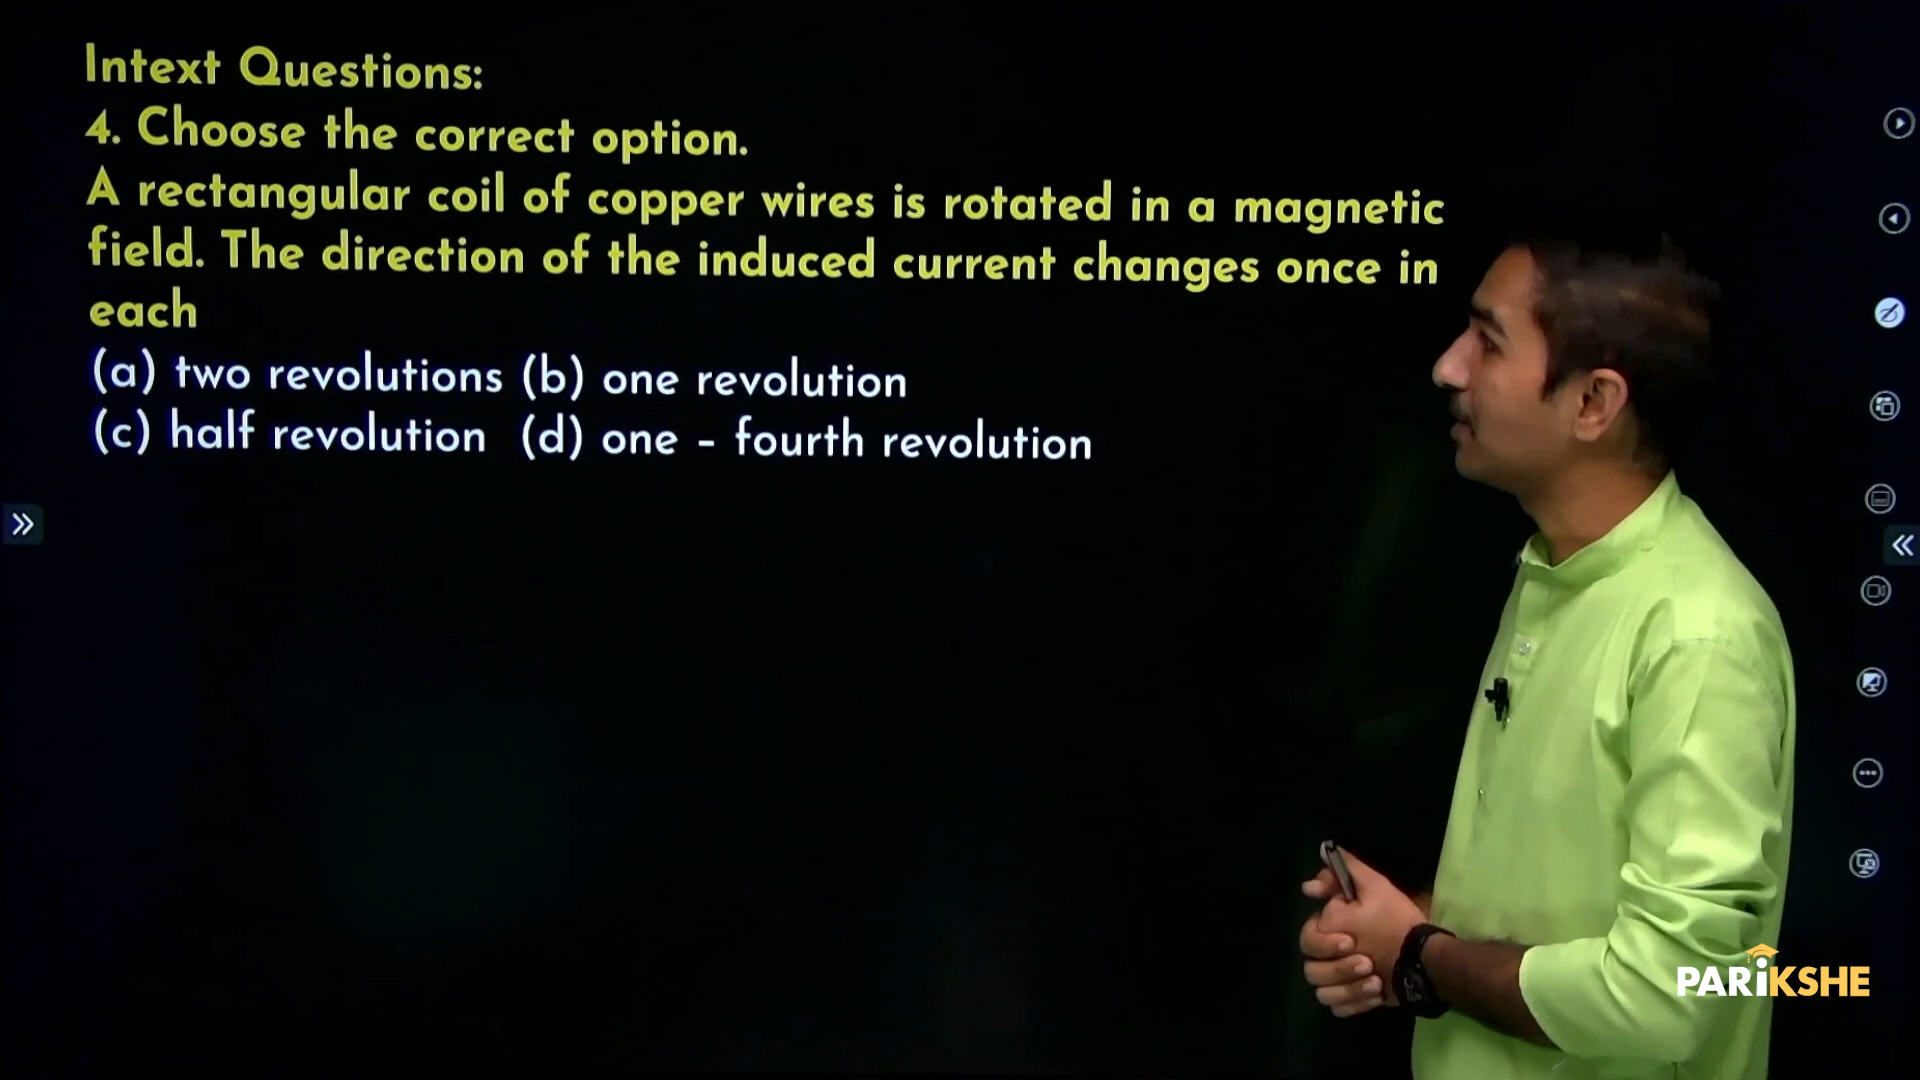 Intext Questions:
4. Choose the correct option.
A rectangular coil of copper wires is rotated in a magnetic
field. The direction of the induced current changes once in
each
(a) two revolutions (b) one revolution
(c) half revolution (d) one – fourth revolution
PARiKSHE